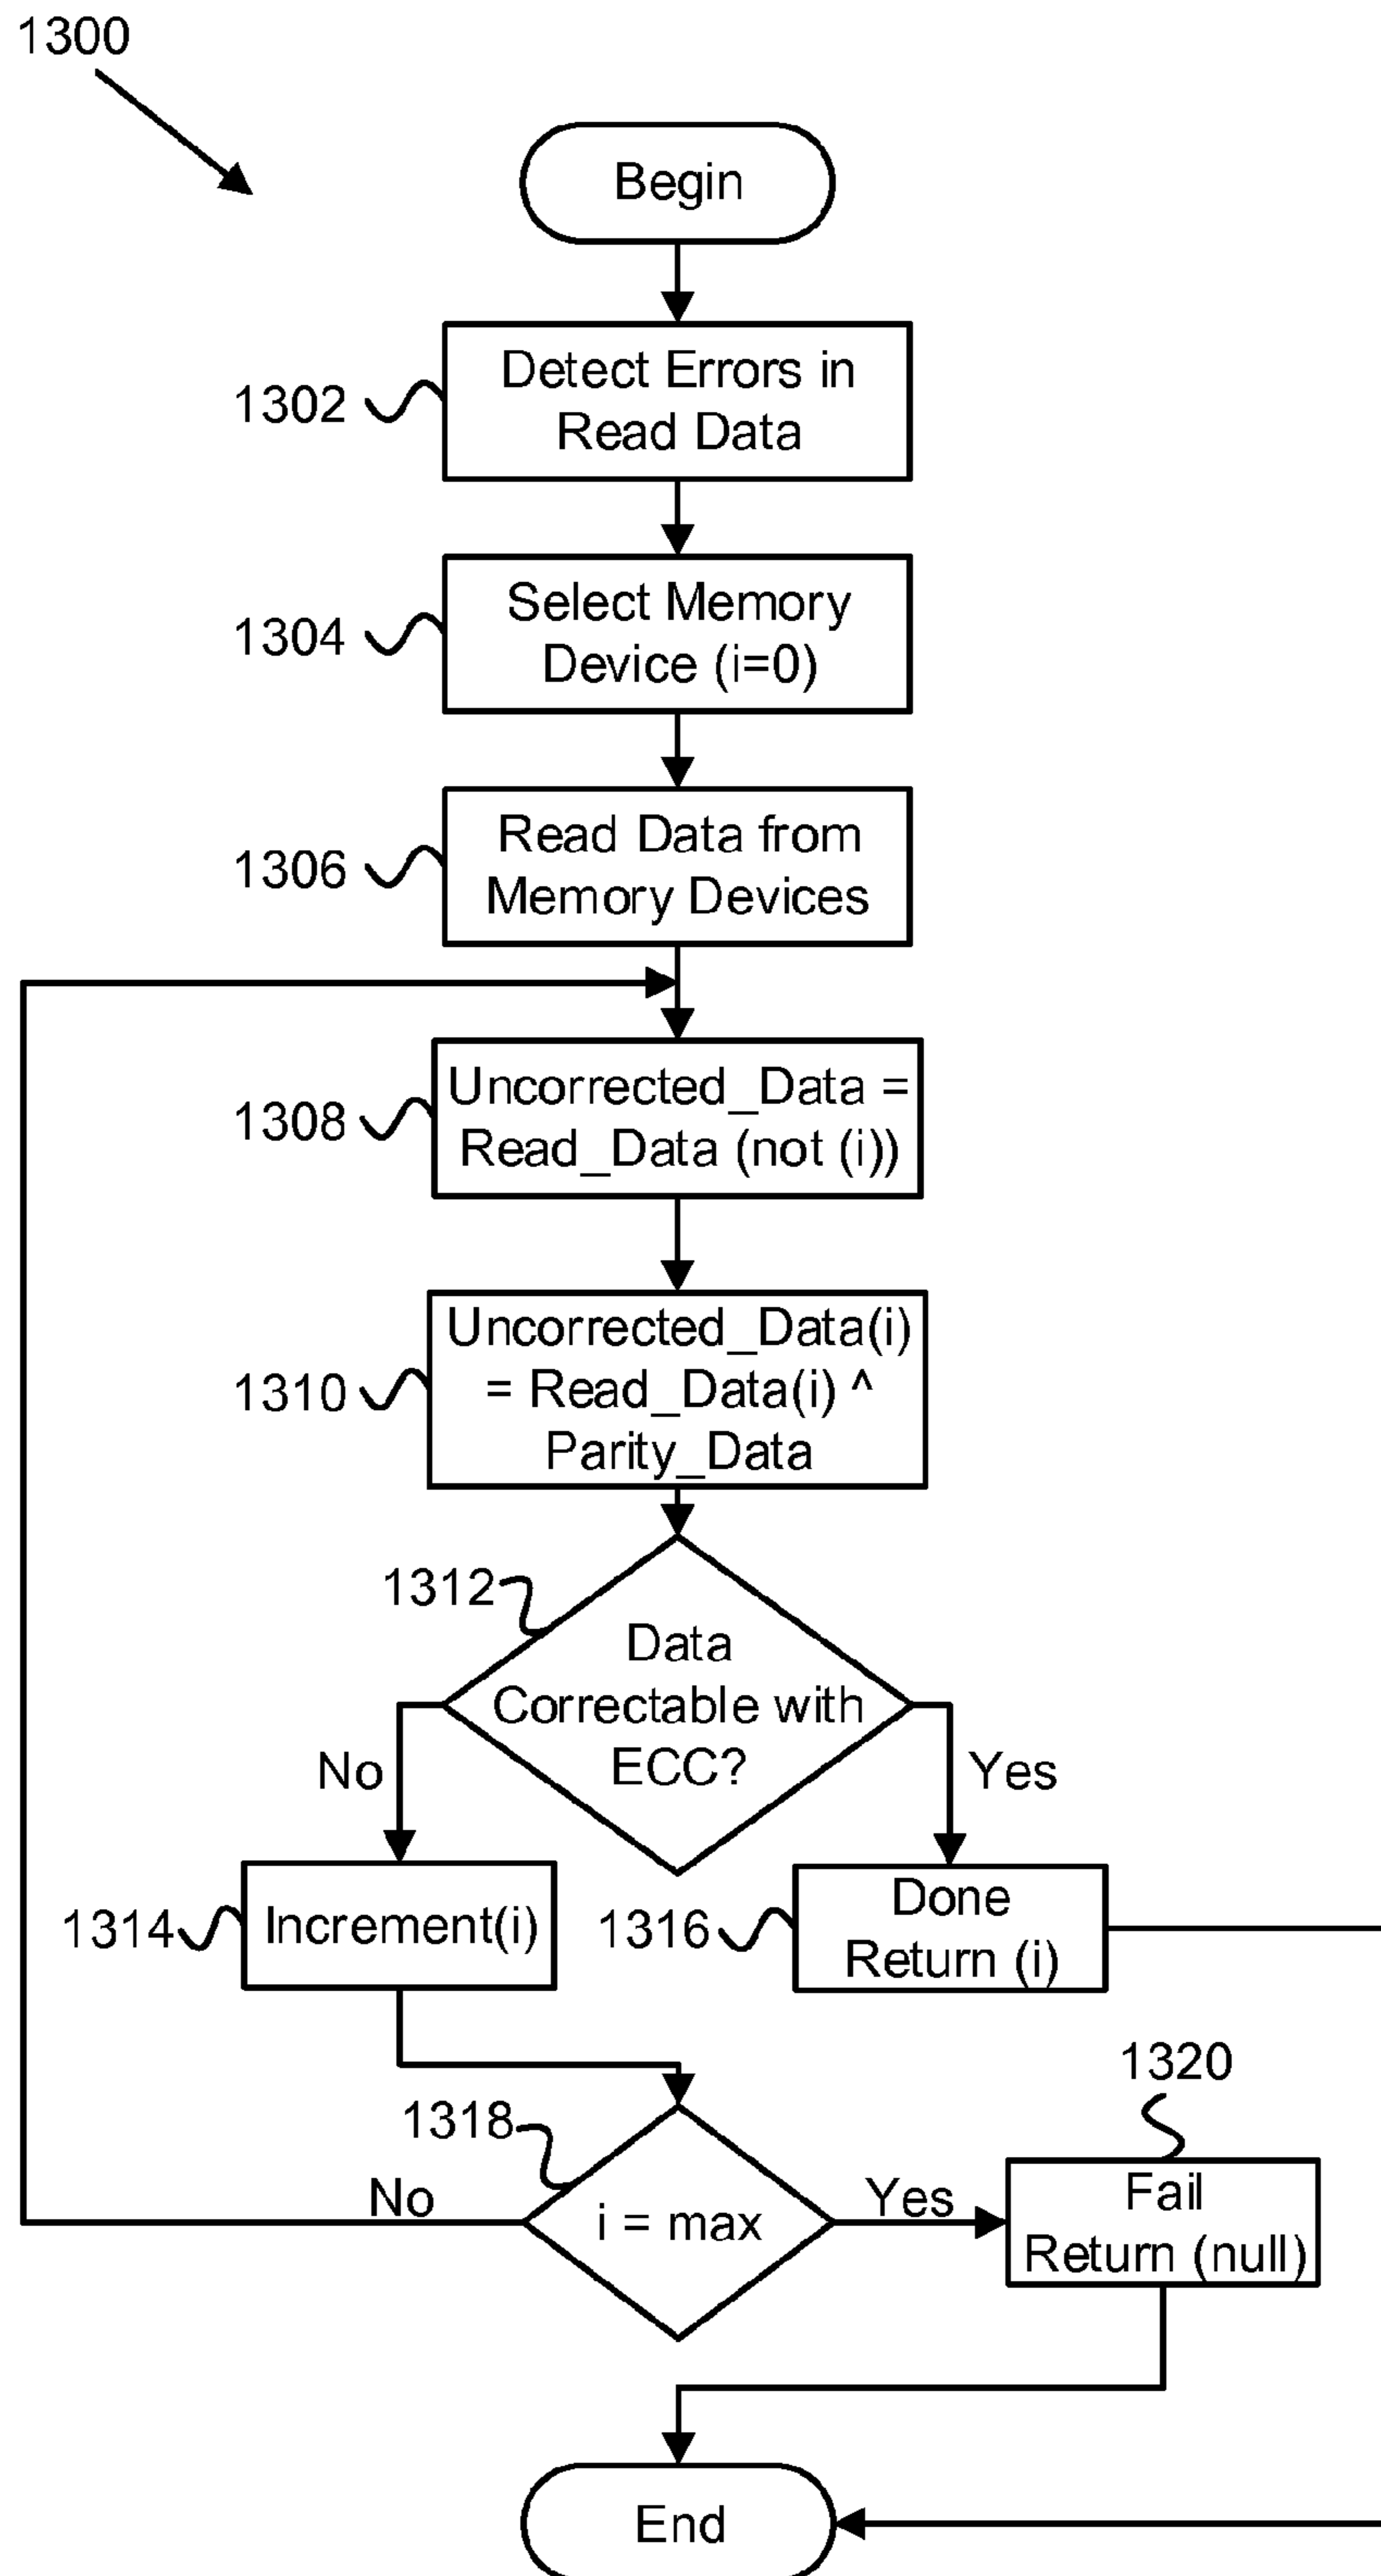 1300
Begin
1302
Detect Errors in
Read Data
1304
Select Memory
Device (i=0)
1306
Read Data from
Memory Devices
1308
Uncorrected_Data =
Read_Data (not (i))
1310
Uncorrected_Data(i)
= Read_Data(i) ^
Parity_Data
1312
Data
Correctable with
ECC?
No
Yes
1314
Increment(i)
1316
Done
Return (i)
1318
i = max
No
Yes
1320
Fail
Return (null)
End